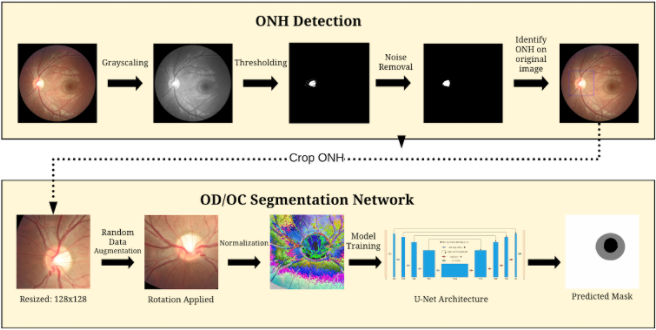 ONH Detection
Grayscaling
Thresholding
Noise
Removal
Identify
ONH on
original
image
Crop ONH
OD/OC Segmentation Network
Random
Data
Augmentation
Normalization
Model
Training
Resized: 128x128
Rotation Applied
U-Net Architecture
Predicted Mask